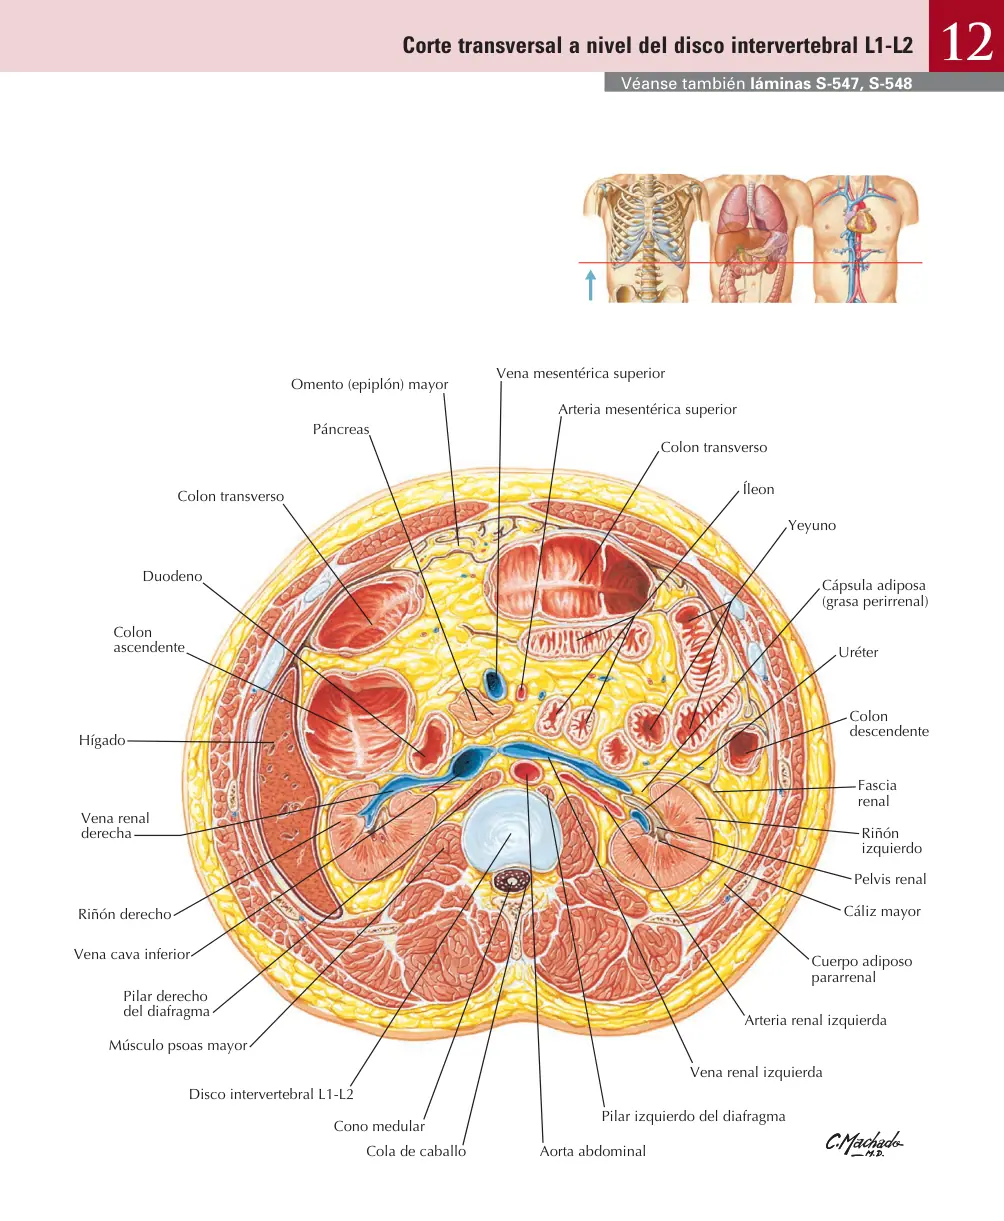 Corte transversal a nivel del disco intervertebral L1-L2
12
Véanse también láminas S-547, S-548
Vena mesentérica superior
Omento (epiplón) mayor
Arteria mesentérica superior
Páncreas
Colon transverso
Íleon
Colon transverso
Yeyuno
Duodeno
Cápsula adiposa
(grasa perirrenal)
Colon
ascendente
Uréter
Colon
descendente
Hígado
Fascia
renal
Vena renal
derecha
Riñón
izquierdo
Pelvis renal
Riñón derecho
Cáliz mayor
Vena cava inferior
Cuerpo adiposo
pararrenal
Pilar derecho
del diafragma
Arteria renal izquierda
Músculo psoas mayor
Vena renal izquierda
Disco intervertebral L1-L2
Pilar izquierdo del diafragma
Cono medular
Cola de caballo
Aorta abdominal
C. Machado
M.D.